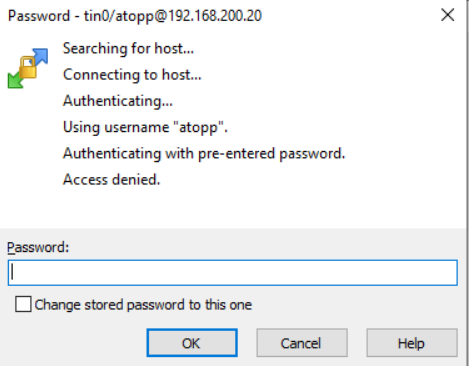 Password - tin0/atopp@192.168.200.20
Searching for host...
Connecting to host...
Authenticating...
Using username "atopp".
Authenticating with pre-entered password.
Access denied.
Password:
Change stored password to this one
OK Cancel Help